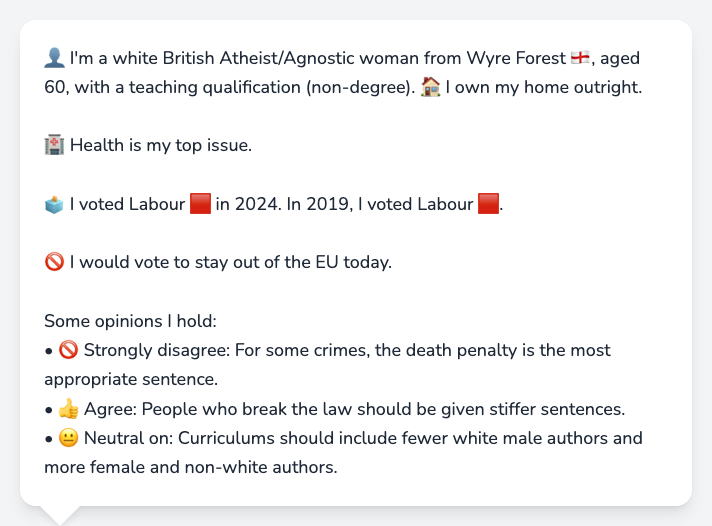 👤 I'm a white British Atheist/Agnostic woman from Wyre Forest 🏴󠁧󠁢󠁥󠁮󠁧󠁿, aged
60, with a teaching qualification (non-degree). 🏠 I own my home outright.
🏥 Health is my top issue.
🗳️ I voted Labour 🟥 in 2024. In 2019, I voted Labour 🟥.
🚫 I would vote to stay out of the EU today.
Some opinions I hold:
• 🚫 Strongly disagree: For some crimes, the death penalty is the most
appropriate sentence.
• 👍 Agree: People who break the law should be given stiffer sentences.
• 😐 Neutral on: Curriculums should include fewer white male authors and
more female and non-white authors.